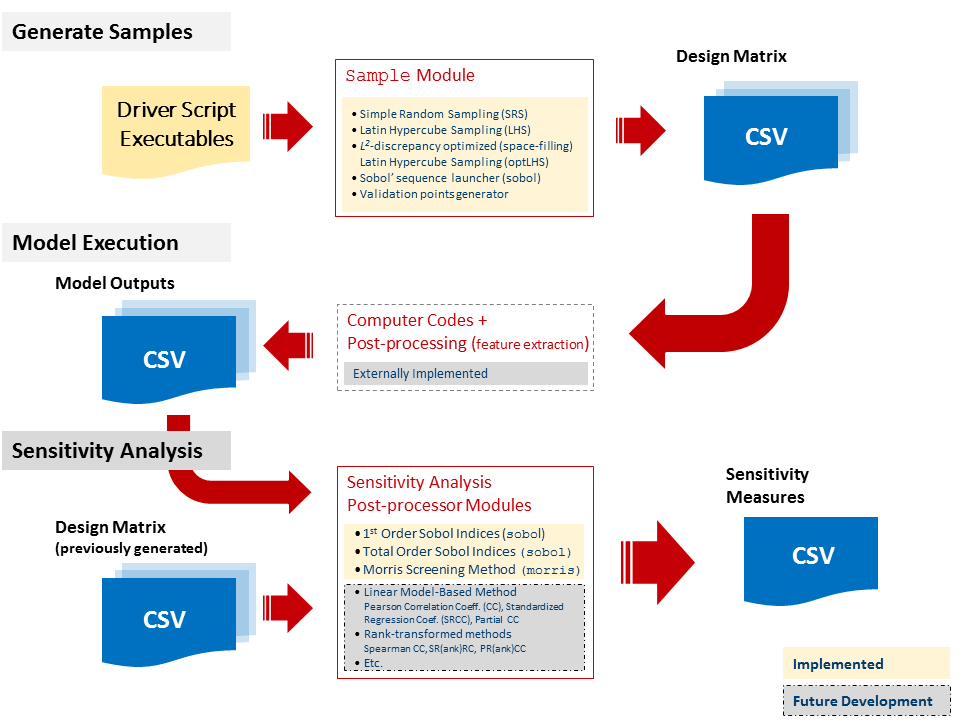 Generate Samples
Driver Script
Executables
Sample Module
• Simple Random Sampling (SRS)
• Latin Hypercube Sampling (LHS)
• L²-discrepancy optimized (space-filling)
Latin Hypercube Sampling (optLHS)
• Sobol’ sequence launcher (sobol)
• Validation points generator
Design Matrix
CSV
Model Execution
Model Outputs
CSV
Computer Codes +
Post-processing (feature extraction)
Externally Implemented
Sensitivity Analysis
Design Matrix
(previously generated)
CSV
Sensitivity Analysis
Post-processor Modules
• 1st Order Sobol Indices (sobol)
• Total Order Sobol Indices (sobol)
• Morris Screening Method (morris)
• Linear Model-Based Method
Pearson Correlation Coeff. (CC), Standardized
Regression Coef. (SRCC), Partial CC
• Rank-transformed methods
Spearman CC, SR(ank)RC, PR(ank)CC
• Etc.
Sensitivity
Measures
CSV
Implemented
Future Development